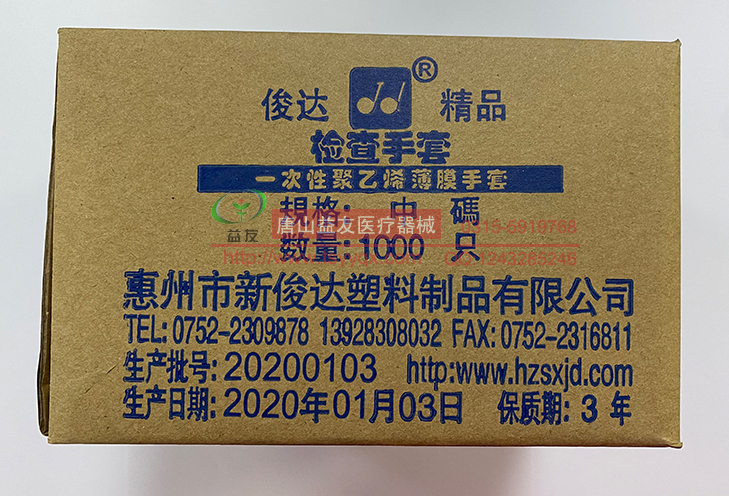 俊达 ® 精品
检查手套
一次性聚乙烯薄膜手套
規格: 中 碼
数量:1000 只
益友
唐山益友医疗器械
惠州市新俊达塑料制品有限公司
TEL:0752-2309878 13928308032 FAX:0752-2316811
生产批号:20200103 http:www.hzsxjd.com
生产日期:2020年01月03日 保质期:3 年